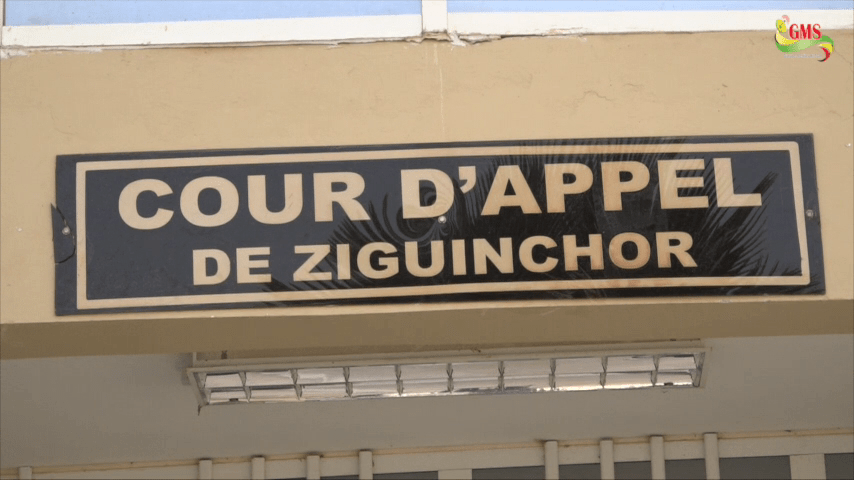 GMS
COUR D'APPEL
DE ZIGUINCHOR